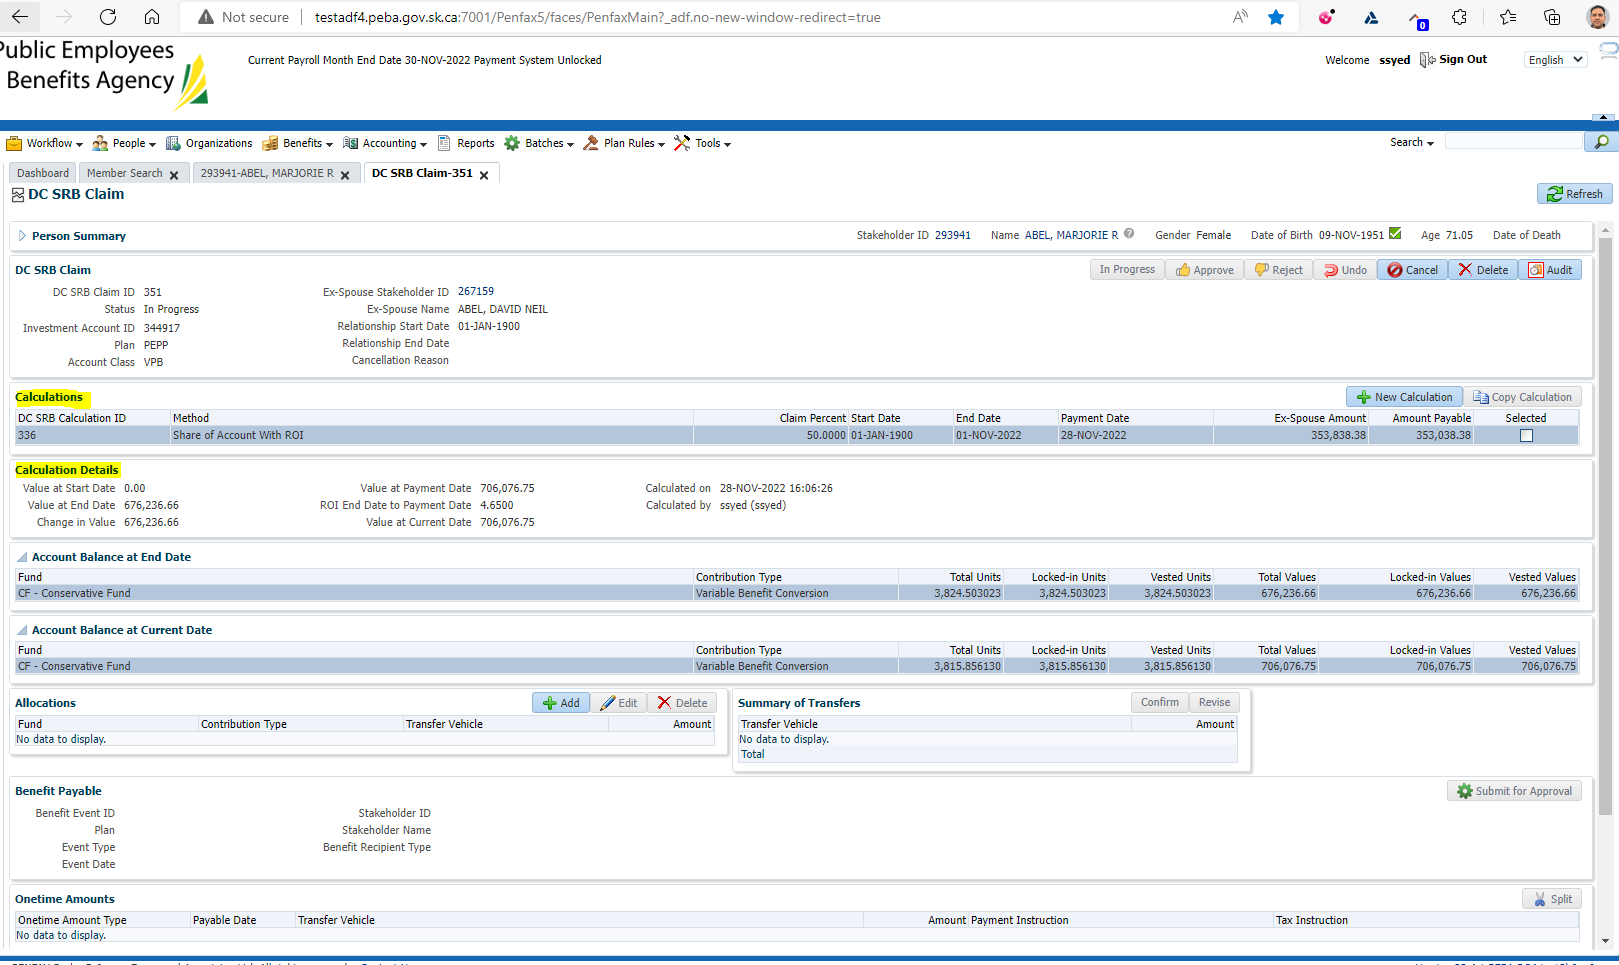 Not secure testadf4.peba.gov.sk.ca:7001/Penfax5/faces/PenfaxMain?_adf.no-new-window-redirect=true
0
Public Employees
Benefits Agency
Current Payroll Month End Date 30-NOV-2022 Payment System Unlocked
Welcome ssyed Sign Out English
Workflow People Organizations Benefits Accounting Reports Batches Plan Rules Tools Search
Dashboard Member Search 293941-ABEL, MARJORIE R DC SRB Claim-351
DC SRB Claim Refresh
Person Summary Stakeholder ID 293941 Name ABEL, MARJORIE R Gender Female Date of Birth 09-NOV-1951 Age 71.05 Date of Death
DC SRB Claim In Progress Approve Reject Undo Cancel Delete Audit
DC SRB Claim ID 351 Ex-Spouse Stakeholder ID 267159
Status In Progress Ex-Spouse Name ABEL, DAVID NEIL
Investment Account ID 344917 Relationship Start Date 01-JAN-1900
Plan PEPP Relationship End Date
Account Class VPB Cancellation Reason
Calculations New Calculation Copy Calculation
DC SRB Calculation ID Method Claim Percent Start Date End Date Payment Date Ex-Spouse Amount Amount Payable Selected
336 Share of Account With ROI 50.0000 01-JAN-1900 01-NOV-2022 28-NOV-2022 353,838.38 353,038.38
Calculation Details
Value at Start Date 0.00 Value at Payment Date 706,076.75 Calculated on 28-NOV-2022 16:06:26
Value at End Date 676,236.66 ROI End Date to Payment Date 4.6500 Calculated by ssyed (ssyed)
Change in Value 676,236.66 Value at Current Date 706,076.75
Account Balance at End Date
Fund Contribution Type Total Units Locked-in Units Vested Units Total Values Locked-in Values Vested Values
CF - Conservative Fund Variable Benefit Conversion 3,824.503023 3,824.503023 3,824.503023 676,236.66 676,236.66 676,236.66
Account Balance at Current Date
Fund Contribution Type Total Units Locked-in Units Vested Units Total Values Locked-in Values Vested Values
CF - Conservative Fund Variable Benefit Conversion 3,815.856130 3,815.856130 3,815.856130 706,076.75 706,076.75 706,076.75
Allocations Add Edit Delete Summary of Transfers Confirm Revise
Fund Contribution Type Transfer Vehicle Amount Transfer Vehicle Amount
No data to display. No data to display.
Total
Benefit Payable Submit for Approval
Benefit Event ID Stakeholder ID
Plan Stakeholder Name
Event Type Benefit Recipient Type
Event Date
Onetime Amounts Split
Onetime Amount Type Payable Date Transfer Vehicle Amount Payment Instruction Tax Instruction
No data to display.